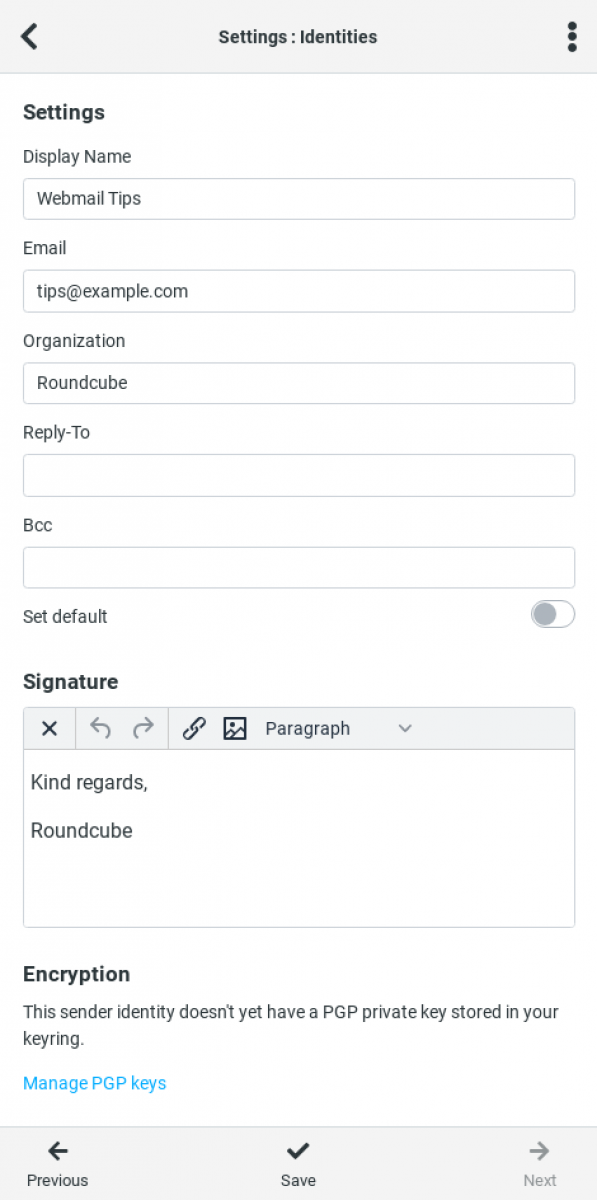 Settings : Identities
Settings
Display Name
Webmail Tips
Email
tips@example.com
Organization
Roundcube
Reply-To
Bcc
Set default
Signature
Paragraph
Kind regards,
Roundcube
Encryption
This sender identity doesn't yet have a PGP private key stored in your
keyring.
Manage PGP keys
Previous Save Next